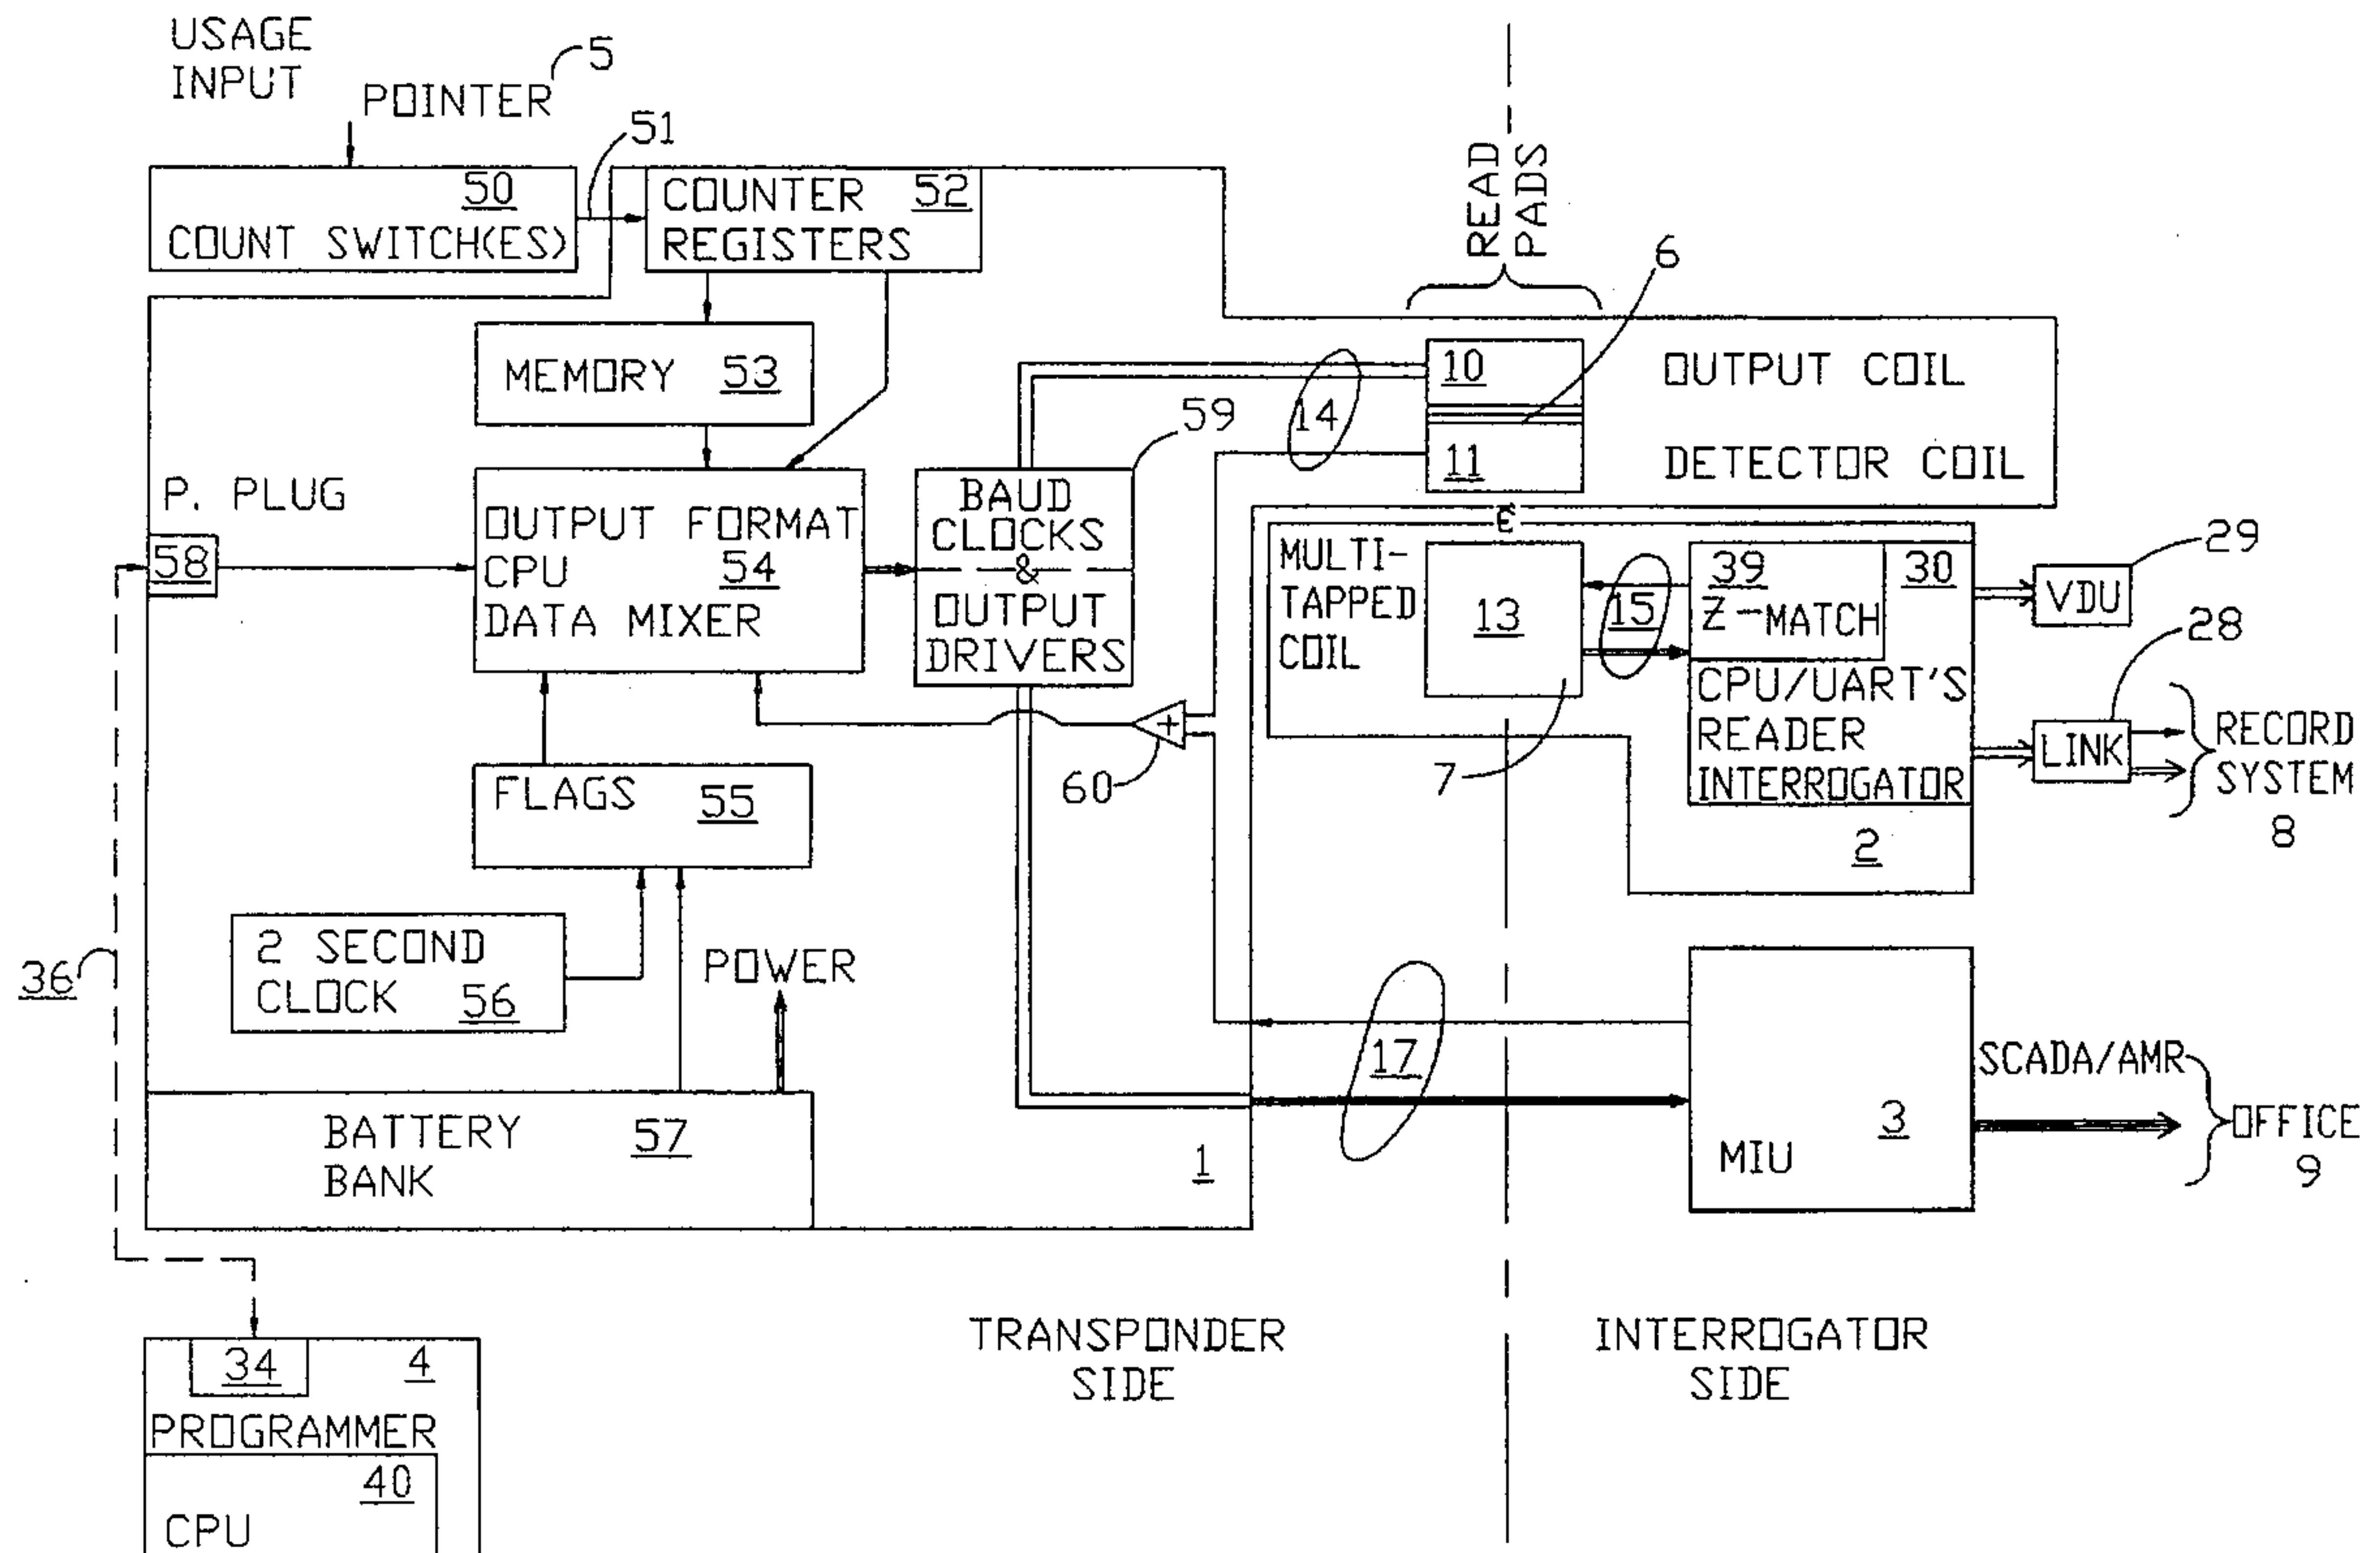 USAGE
INPUT
POINTER
5
51
50
COUNT SWITCH(ES)
COUNTER
REGISTERS
52
READ
PADS
6
MEMORY 53
10
OUTPUT COIL
14
59
11
DETECTOR COIL
P. PLUG
58
OUTPUT FORMAT
CPU
54
DATA MIXER
BAUD
CLOCKS
&
OUTPUT
DRIVERS
MULTI-
TAPPED
COIL
13
15
39
Z-MATCH
30
CPU/UART'S
READER
INTERROGATOR
2
7
29
VDU
28
LINK
RECORD
SYSTEM
8
60
FLAGS
55
2 SECOND
CLOCK 56
36
POWER
BATTERY
BANK
57
1
17
MIU
3
SCADA/AMR
OFFICE
9
TRANSPONDER
SIDE
INTERROGATOR
SIDE
34
4
PROGRAMMER
40
CPU